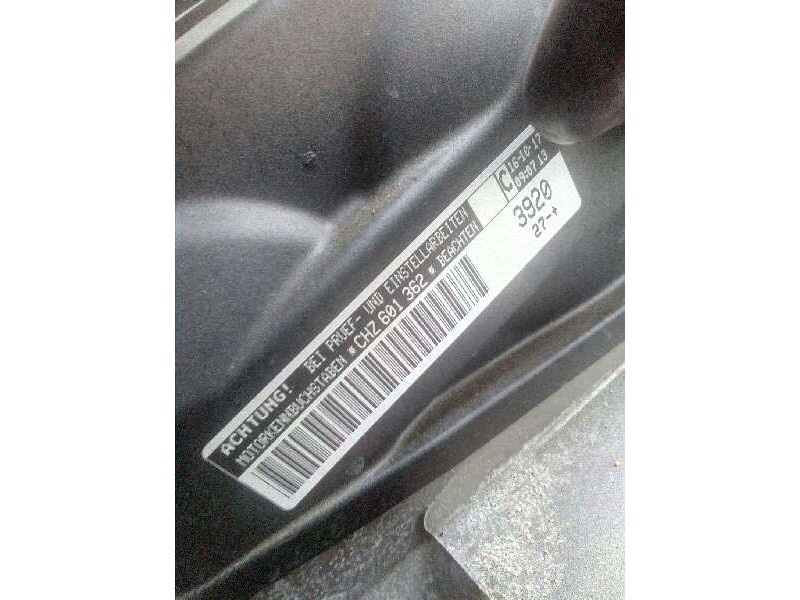 ACHTUNG! BEI PRUEF- UND EINSTELLARBEITEN
MOTORKENNBUCHSTABEN *CHZ 601 362 * BEACHTEN
C
16-10-17
09:07 13
3920
27-+